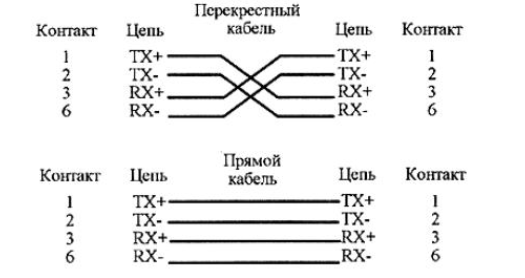 Перекрестный
Контакт Цепь кабель Цепь Контакт
1 TX+ TX+ 1
2 TX- TX- 2
3 RX+ RX+ 3
6 RX- RX- 6
Прямой
Контакт Цепь кабель Цепь Контакт
1 TX+ TX+ 1
2 TX- TX- 2
3 RX+ RX+ 3
6 RX- RX- 6